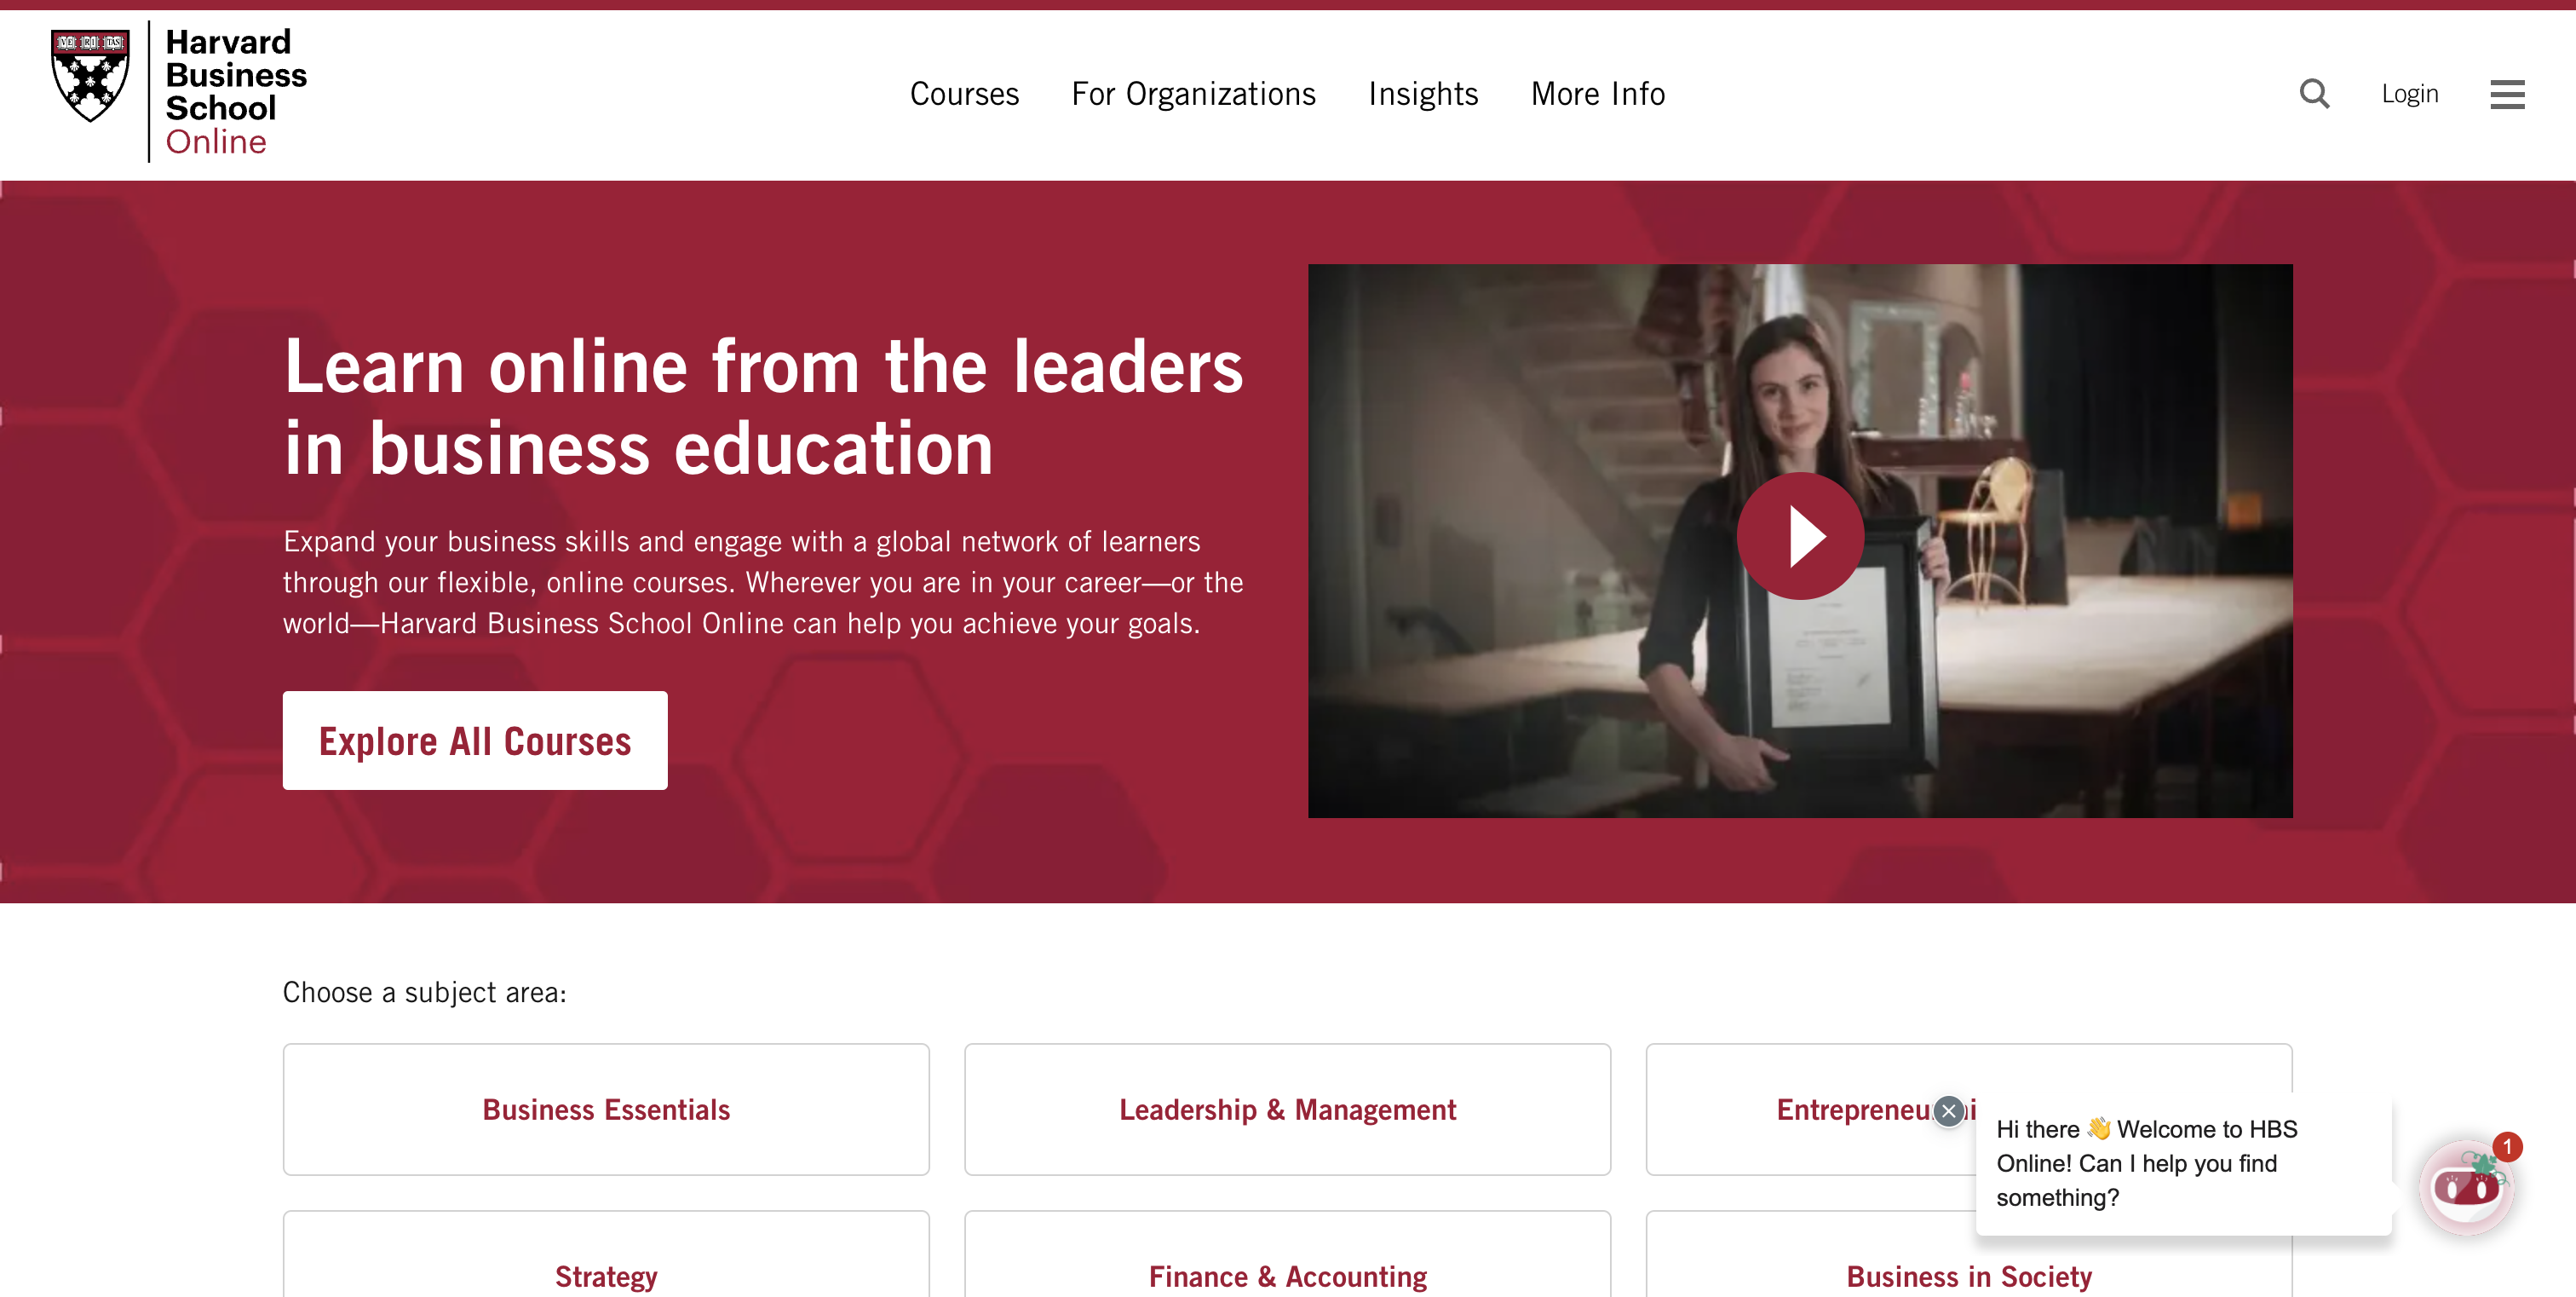 VE RI TAS
Harvard
Business
School
Online
Courses
For Organizations
Insights
More Info
Login
Learn online from the leaders
in business education
Expand your business skills and engage with a global network of learners
through our flexible, online courses. Wherever you are in your career—or the
world—Harvard Business School Online can help you achieve your goals.
Explore All Courses
Choose a subject area:
Business Essentials
Leadership & Management
Hi there 👋 Welcome to HBS
Online! Can I help you find
something?
1
Strategy
Finance & Accounting
Business in Society